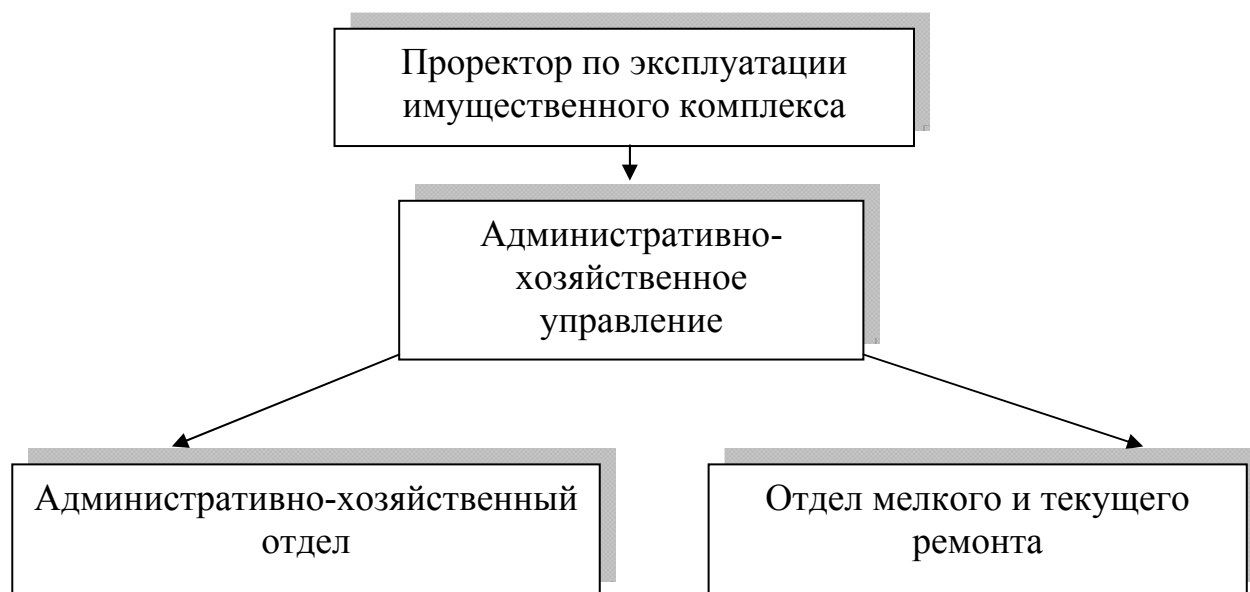 Проректор по эксплуатации
имущественного комплекса
Административно-
хозяйственное
управление
Административно-хозяйственный
отдел
Отдел мелкого и текущего
ремонта